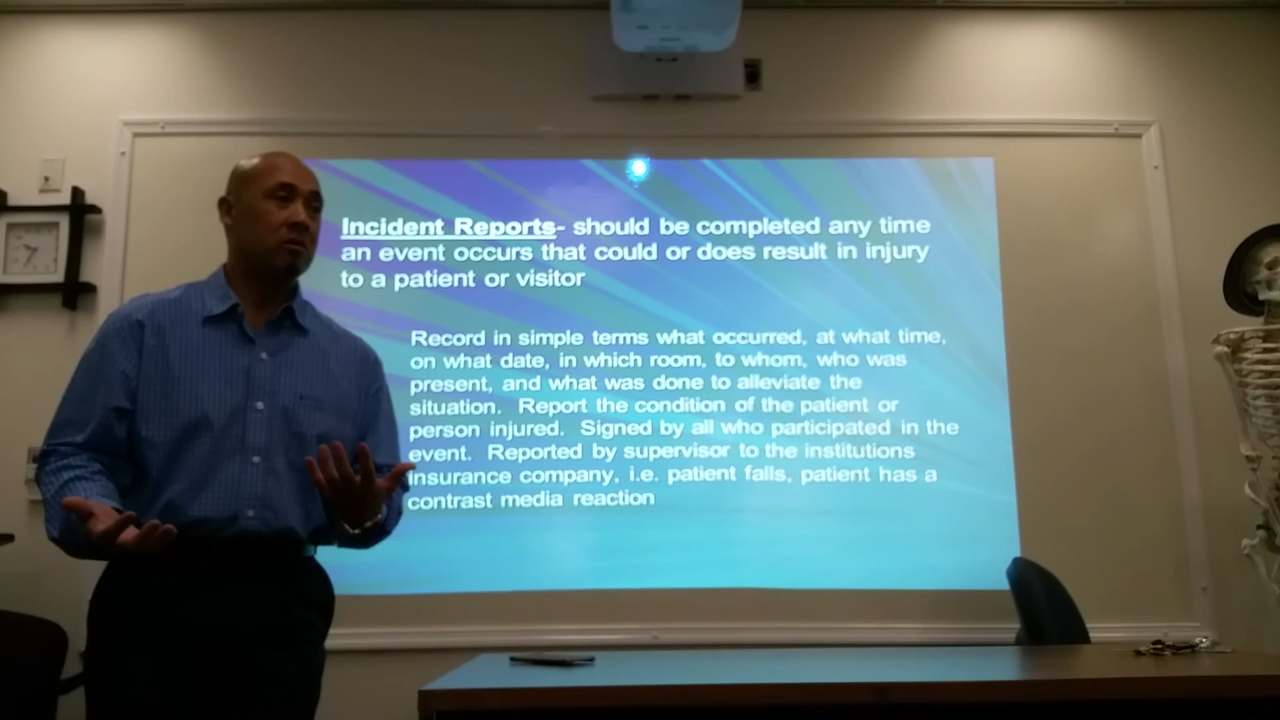 Incident Reports- should be completed any time
an event occurs that could or does result in injury
to a patient or visitor
Record in simple terms what occurred, at what time,
on what date, in which room, to whom, who was
present, and what was done to alleviate the
situation. Report the condition of the patient or
person injured. Signed by all who participated in the
event. Reported by supervisor to the institutions
insurance company, i.e. patient falls, patient has a
contrast media reaction